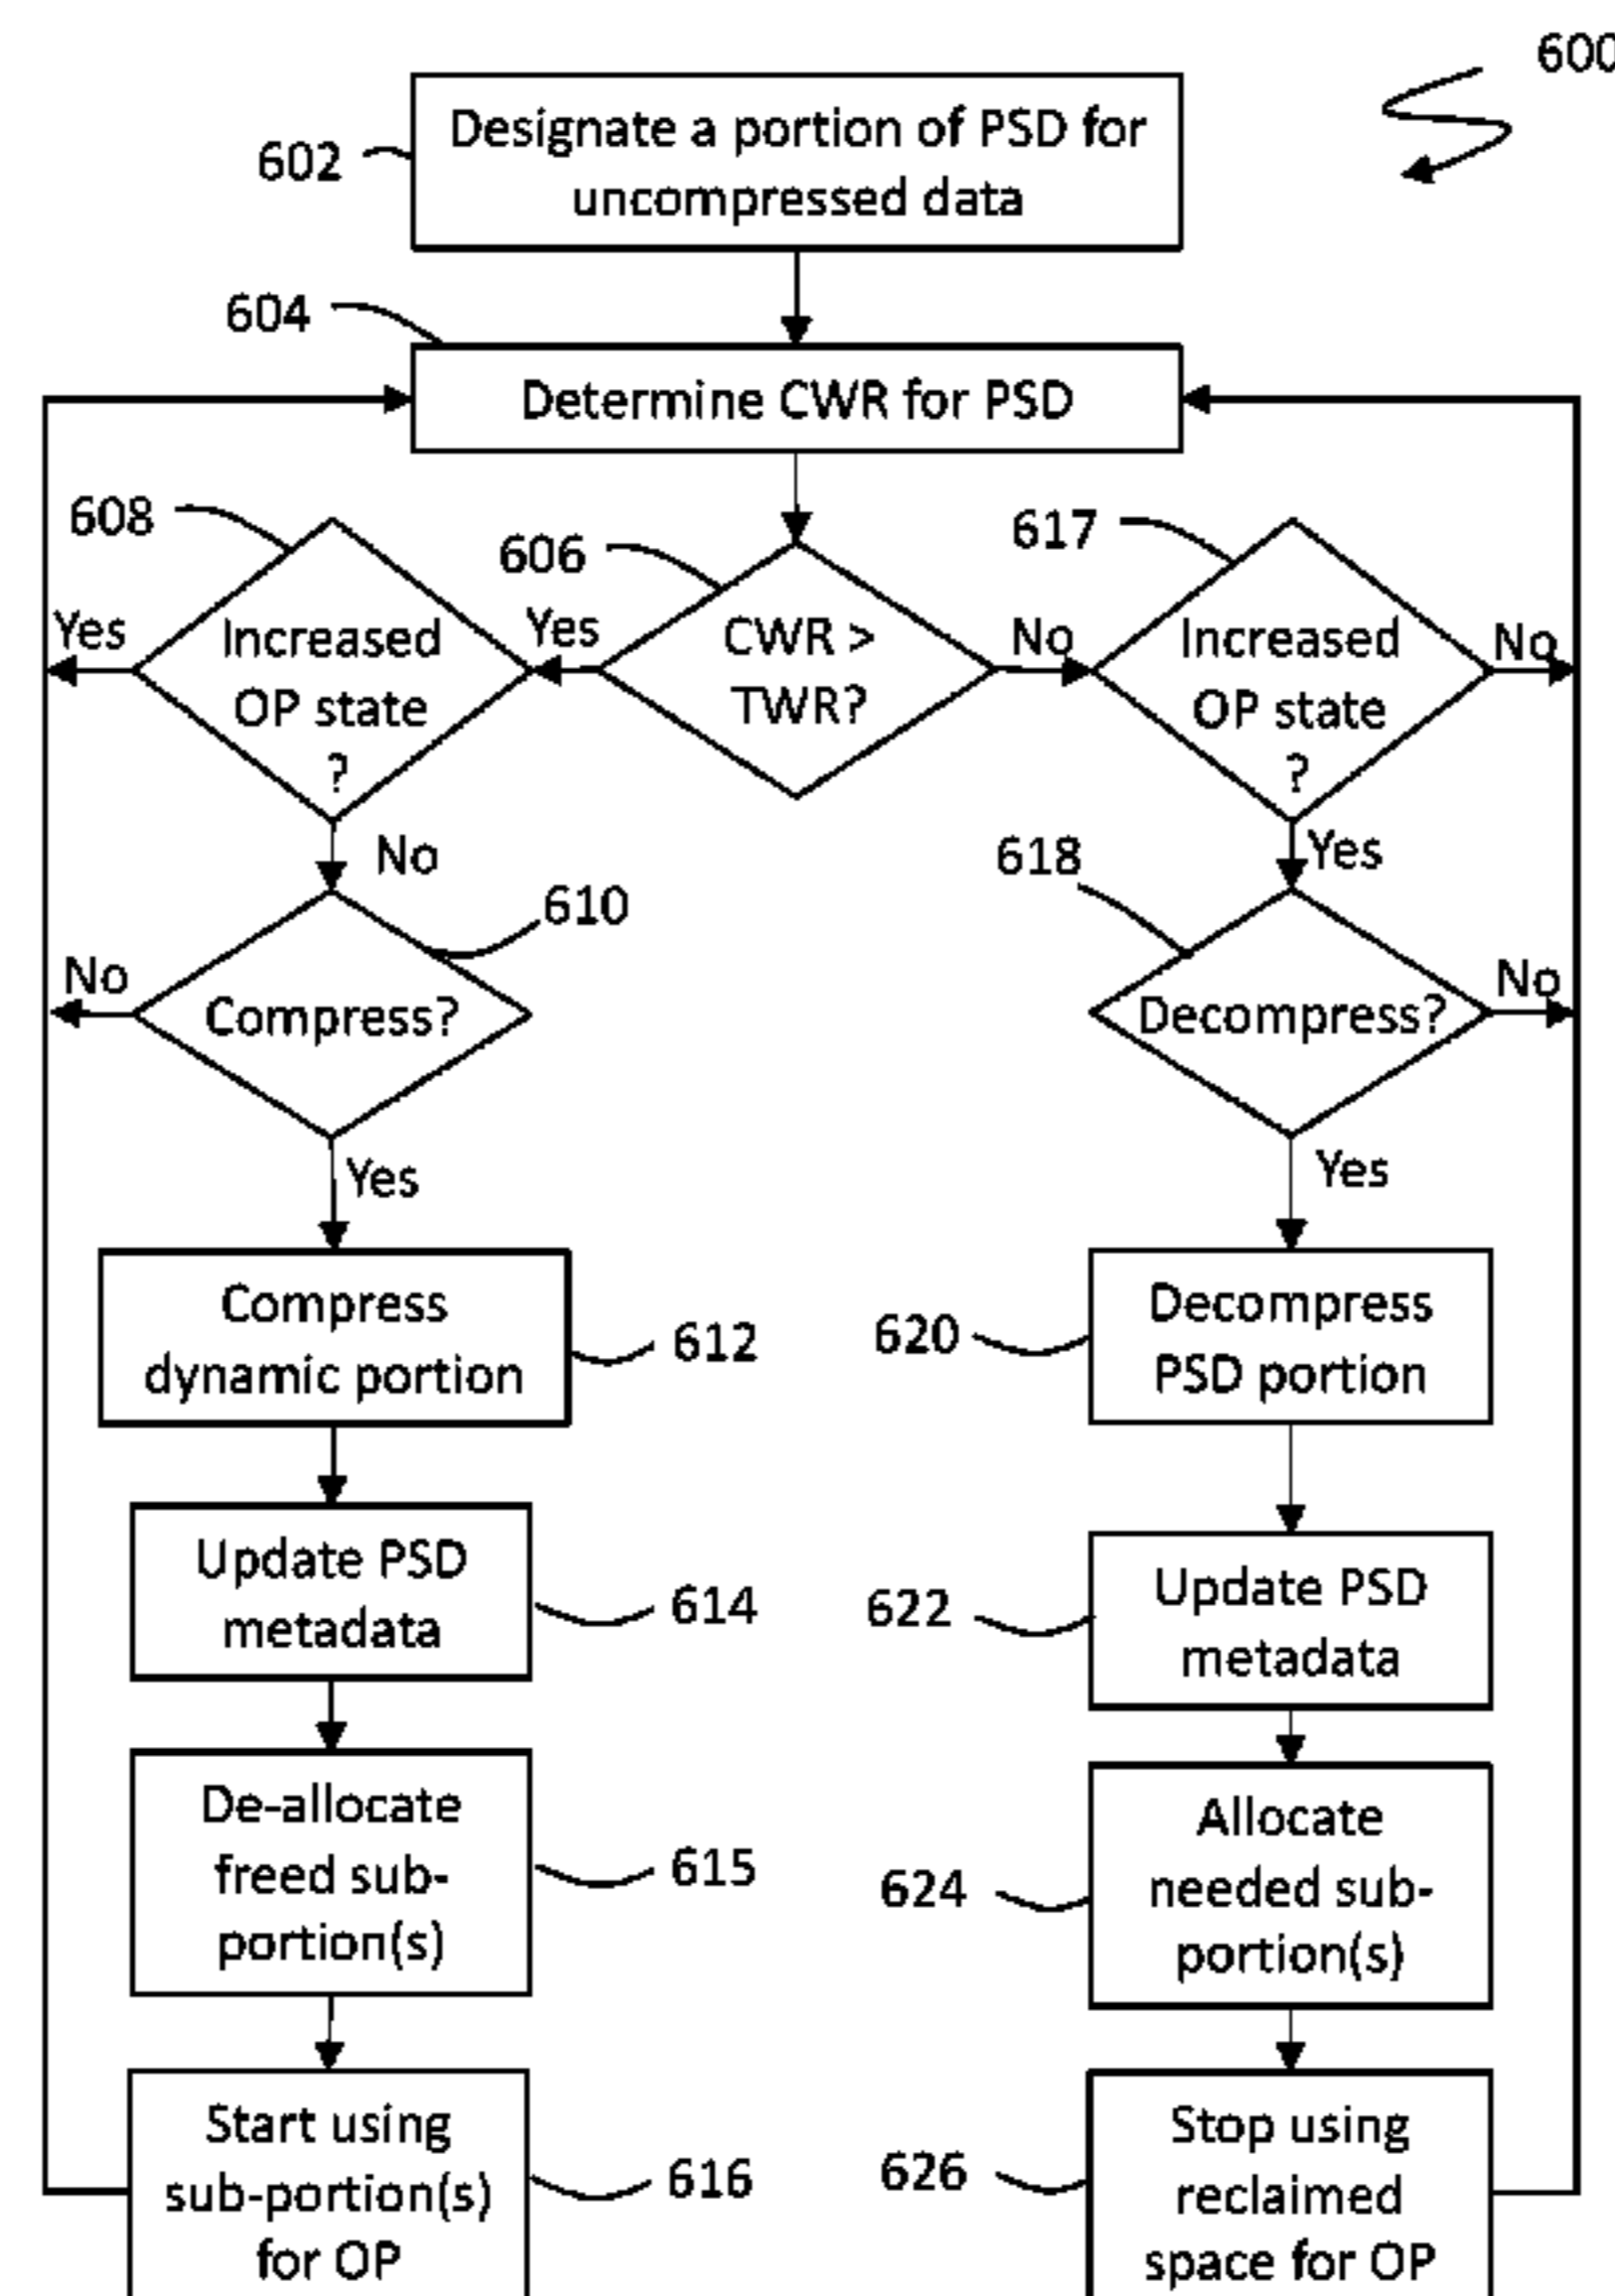 600
Designate a portion of PSD for
uncompressed data
602
604
Determine CWR for PSD
608
606
617
Yes
Increased
OP state
?
Yes
CWR >
TWR?
No
Increased
OP state
?
No
No
Yes
610
618
No
Compress?
Decompress?
No
Yes
Yes
Compress
dynamic portion
612
620
Decompress
PSD portion
Update PSD
metadata
614
622
Update PSD
metadata
De-allocate
freed sub-
portion(s)
615
624
Allocate
needed sub-
portion(s)
Start using
sub-portion(s)
for OP
616
626
Stop using
reclaimed
space for OP